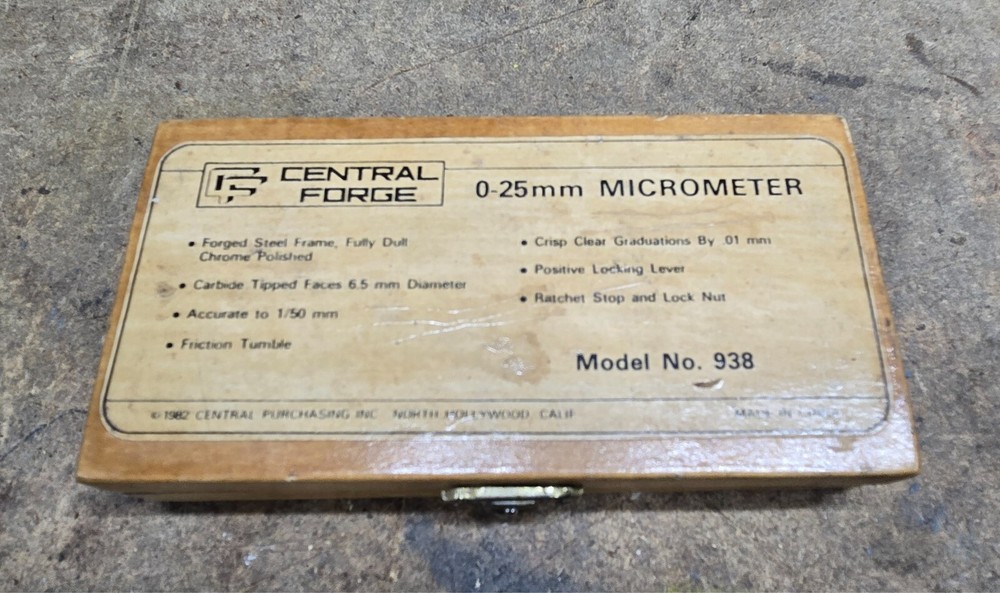 CENTRAL
FORGE
0-25mm MICROMETER
• Forged Steel Frame, Fully Dull
Chrome Polished
• Carbide Tipped Faces 6.5 mm Diameter
• Accurate to 1/50 mm
• Friction Tumble
• Crisp Clear Graduations By .01 mm
• Positive Locking Lever
• Ratchet Stop and Lock Nut
Model No. 938
© 1982 CENTRAL PURCHASING INC. NORTH HOLLYWOOD, CALIF.
MADE IN